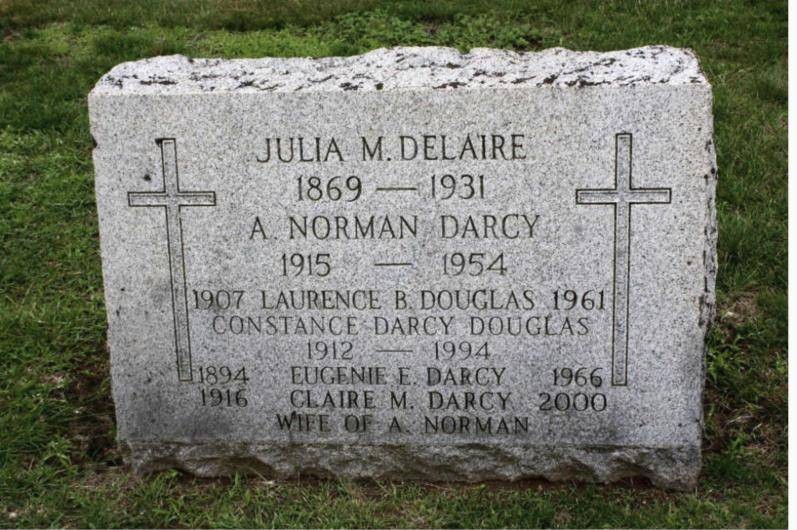 JULIA M. DELAIRE
1869 — 1931
A. NORMAN DARCY
1915 — 1954
1907 LAURENCE B. DOUGLAS 1961
CONSTANCE DARCY DOUGLAS
1912 — 1994
1894 EUGENIE E. DARCY 1966
1916 CLAIRE M. DARCY 2000
WIFE OF A. NORMAN